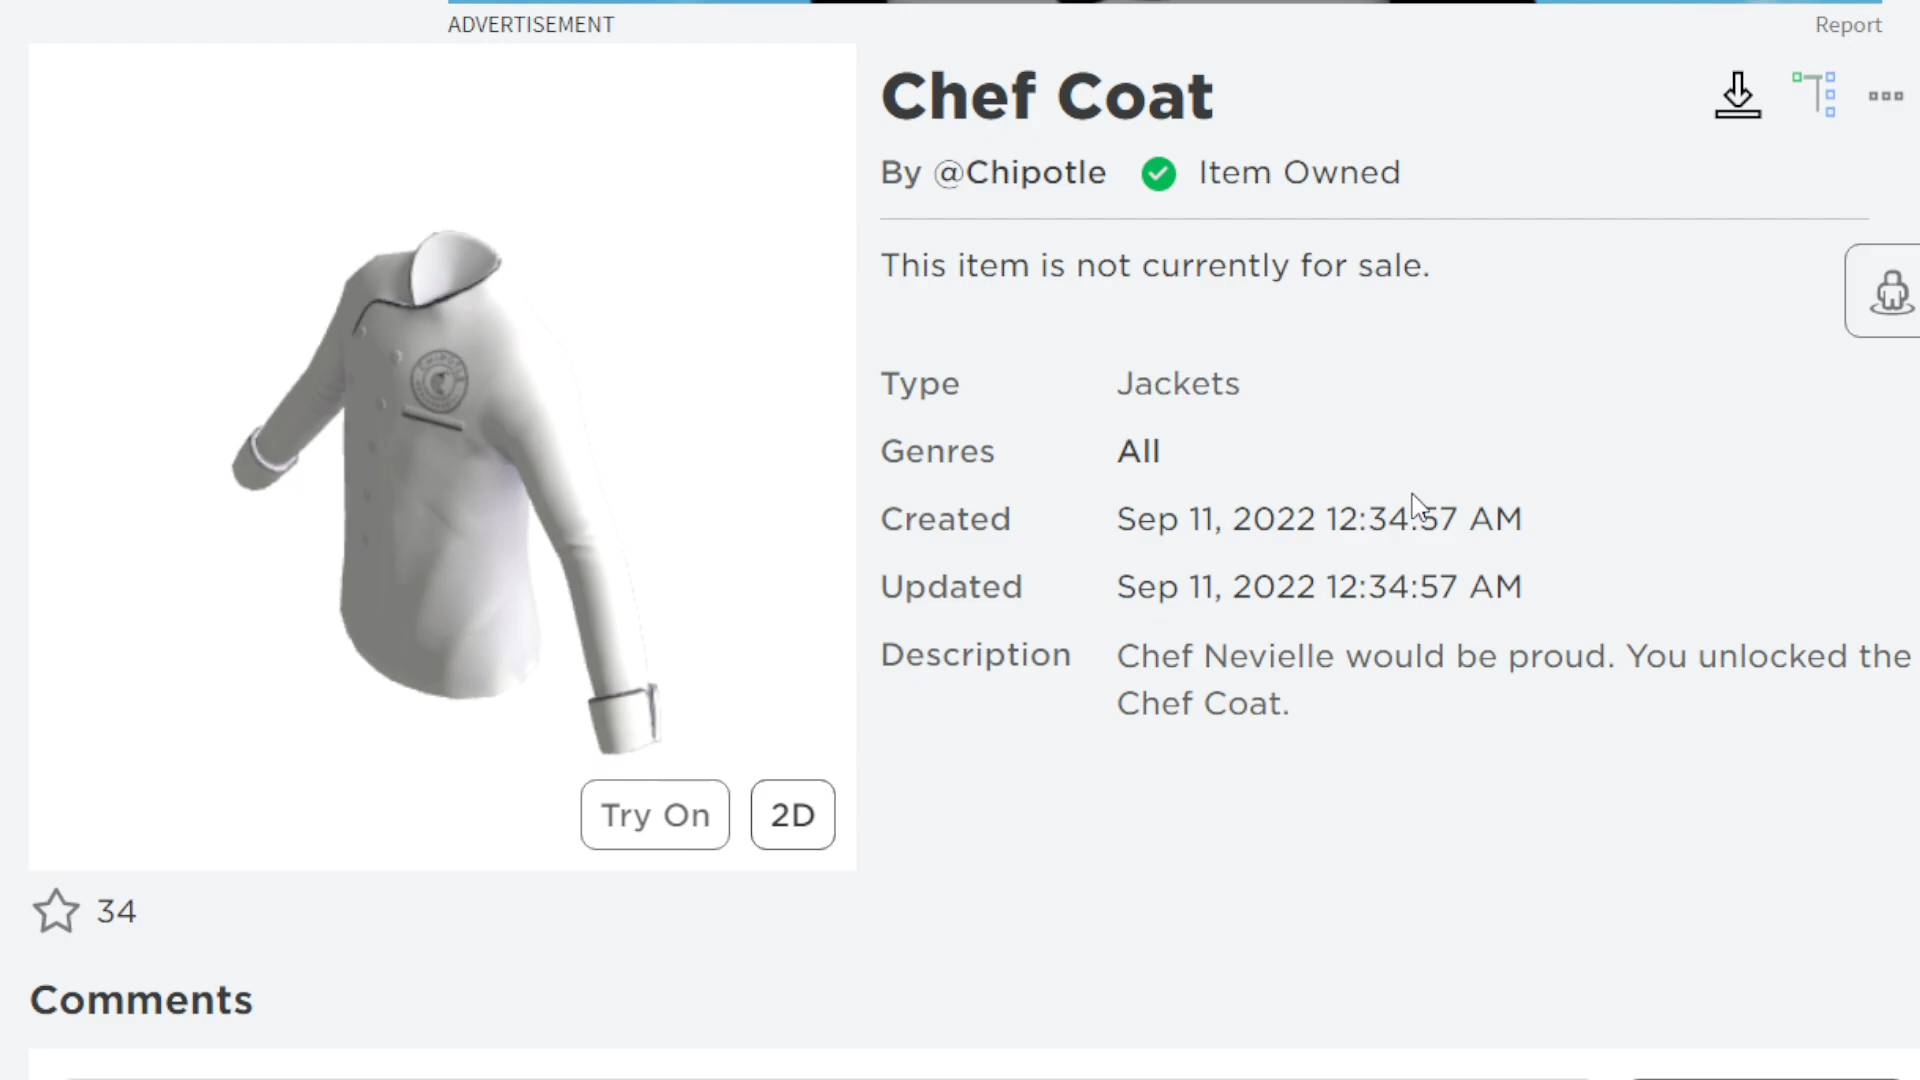 ADVERTISEMENT
Report
Chef Coat
By @Chipotle Item Owned
This item is not currently for sale.
Type Jackets
Genres All
Created Sep 11, 2022 12:34:57 AM
Updated Sep 11, 2022 12:34:57 AM
Description Chef Nevielle would be proud. You unlocked the
Chef Coat.
CHIPOTLE
Try On
2D
34
Comments